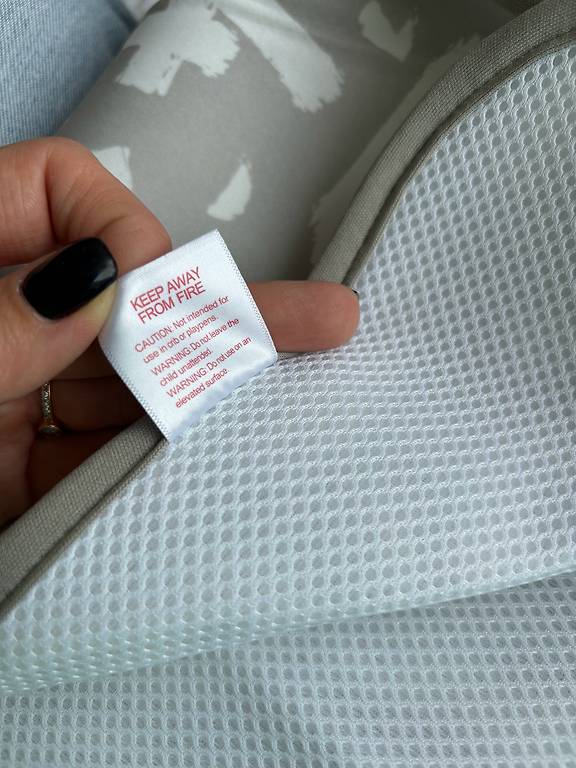 KEEP AWAY
FROM FIRE
CAUTION: Not intended for
use in crib or playpens.
WARNING: Do not leave the
child unattended.
WARNING: Do not use on an
elevated surface